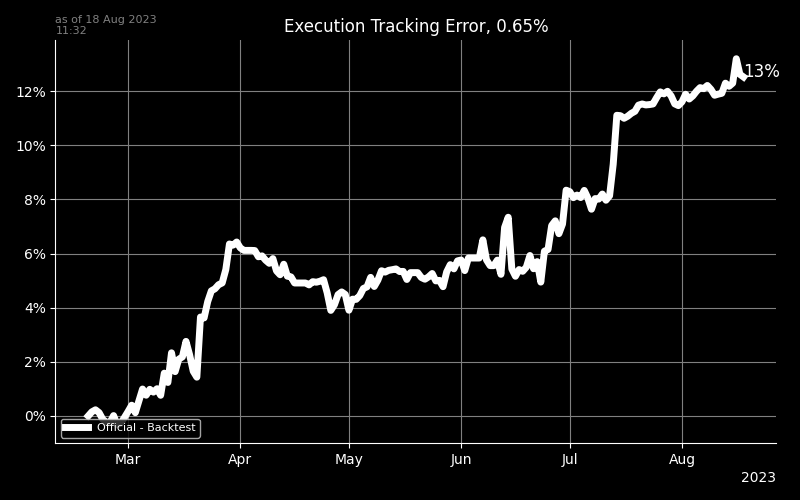 as of 18 Aug 2023
11:32
Execution Tracking Error, 0.65%
13%
12%
10%
8%
6%
4%
2%
0%
Official - Backtest
Mar Apr May Jun Jul Aug
2023